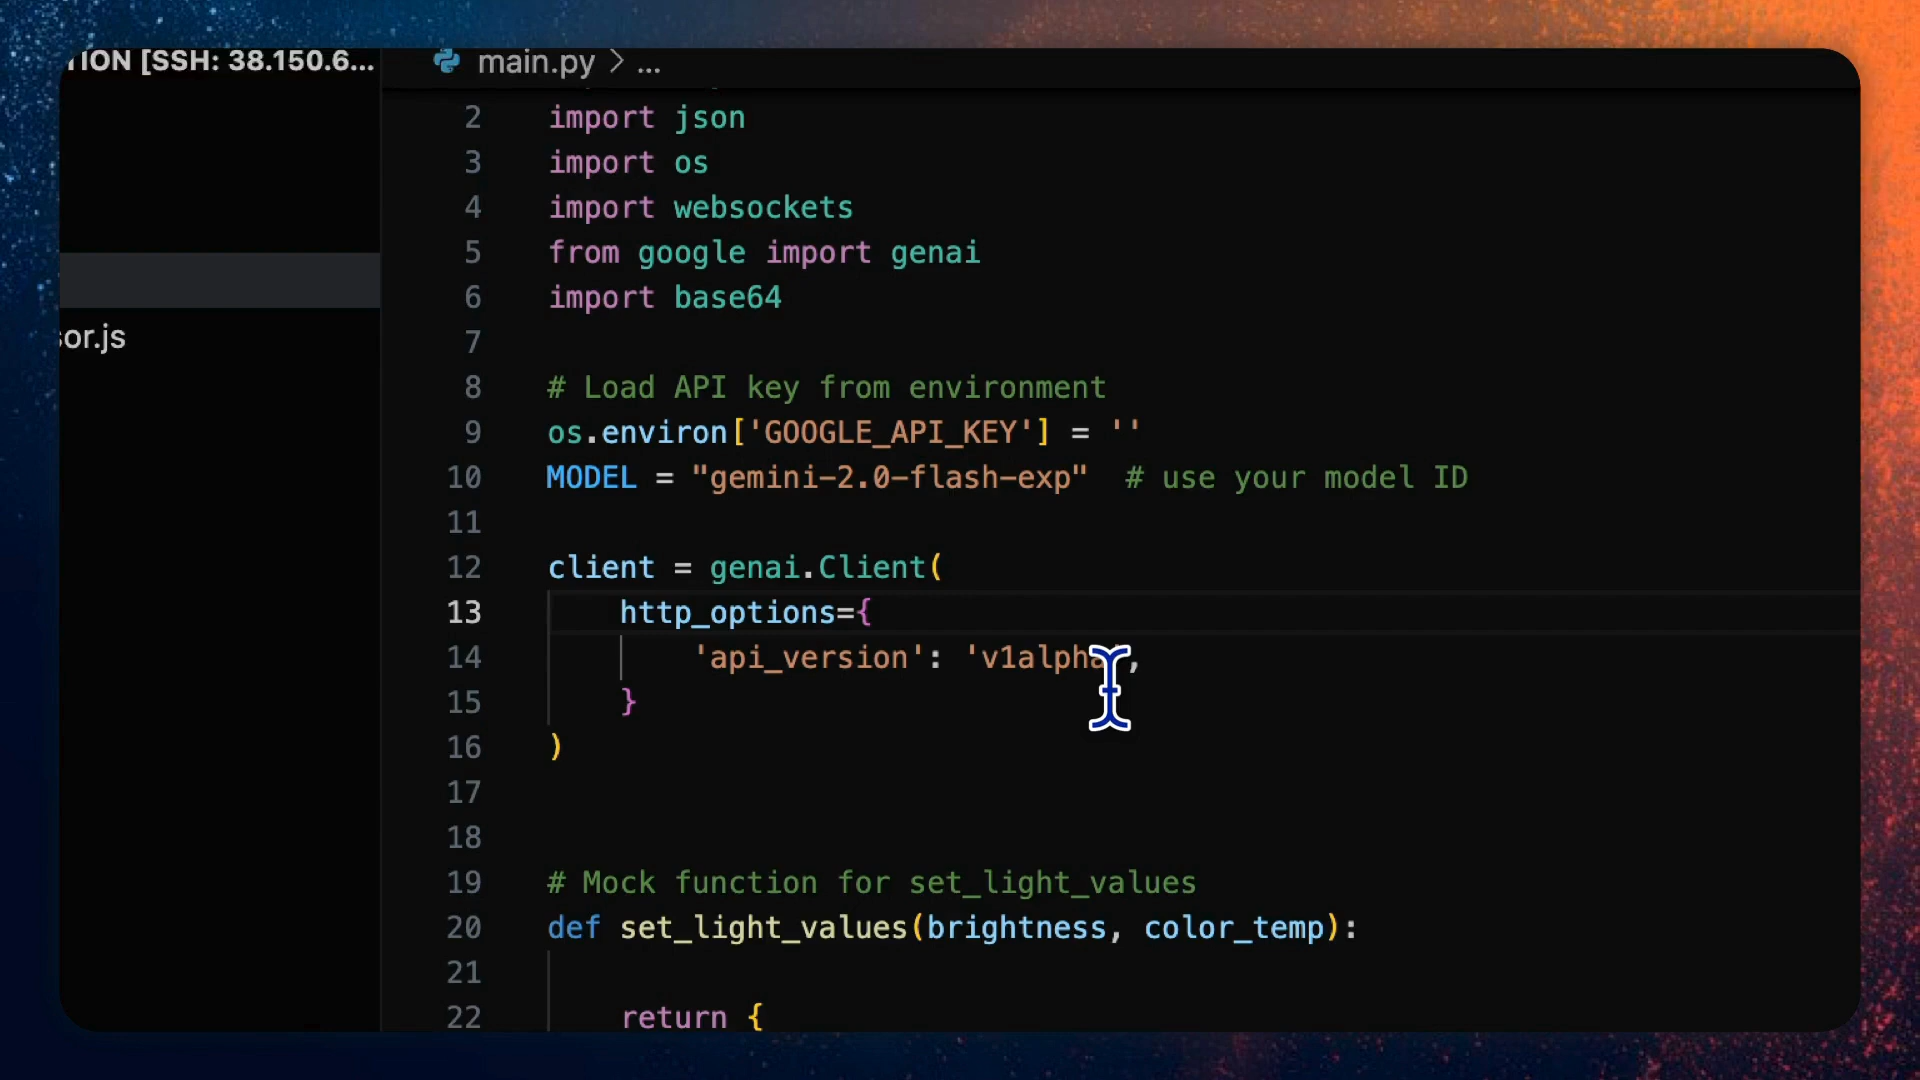 TION [SSH: 38.150.6...
main.py > ...
2 import json
3 import os
4 import websockets
5 from google import genai
6 import base64
7
sor.js
8 # Load API key from environment
9 os.environ['GOOGLE_API_KEY'] = ''
10 MODEL = "gemini-2.0-flash-exp" # use your model ID
11
12 client = genai.Client(
13 http_options={
14 'api_version': 'v1alpha',
15 }
16 )
17
18
19 # Mock function for set_light_values
20 def set_light_values(brightness, color_temp):
21
22 return {